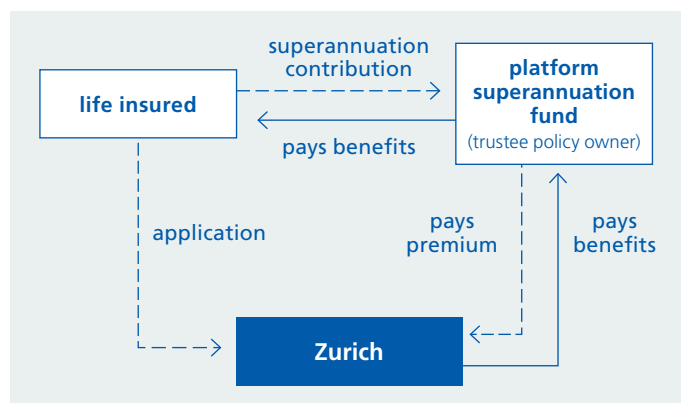 superannuation
contribution
life insured
platform
superannuation
fund
(trustee policy owner)
pays benefits
application
pays
premium
pays
benefits
Zurich